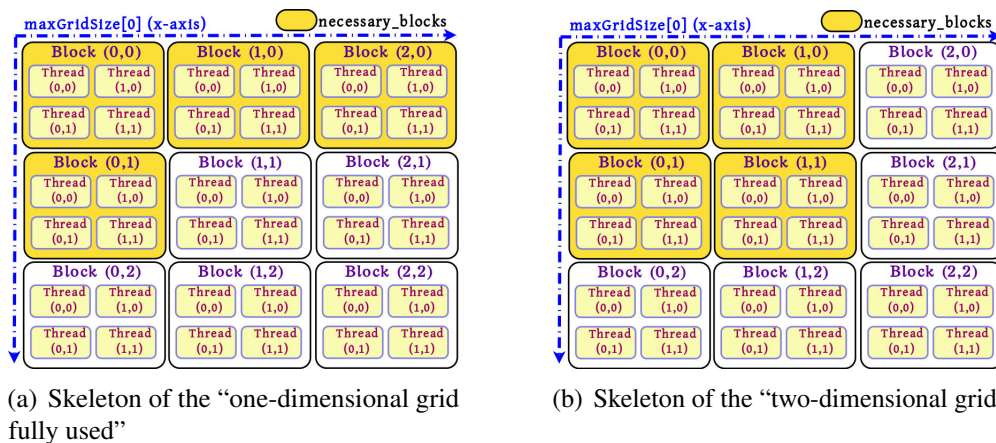 maxGridSize[0] (x-axis) necessary_blocks
Block (0,0) Block (1,0) Block (2,0)
Thread Thread Thread Thread Thread Thread
(0,0) (1,0) (0,0) (1,0) (0,0) (1,0)
Thread Thread Thread Thread Thread Thread
(0,1) (1,1) (0,1) (1,1) (0,1) (1,1)
Block (0,1) Block (1,1) Block (2,1)
Thread Thread Thread Thread Thread Thread
(0,0) (1,0) (0,0) (1,0) (0,0) (1,0)
Thread Thread Thread Thread Thread Thread
(0,1) (1,1) (0,1) (1,1) (0,1) (1,1)
Block (0,2) Block (1,2) Block (2,2)
Thread Thread Thread Thread Thread Thread
(0,0) (1,0) (0,0) (1,0) (0,0) (1,0)
Thread Thread Thread Thread Thread Thread
(0,1) (1,1) (0,1) (1,1) (0,1) (1,1)
(a) Skeleton of the “one-dimensional grid
fully used”
maxGridSize[0] (x-axis) necessary_blocks
Block (0,0) Block (1,0) Block (2,0)
Thread Thread Thread Thread Thread Thread
(0,0) (1,0) (0,0) (1,0) (0,0) (1,0)
Thread Thread Thread Thread Thread Thread
(0,1) (1,1) (0,1) (1,1) (0,1) (1,1)
Block (0,1) Block (1,1) Block (2,1)
Thread Thread Thread Thread Thread Thread
(0,0) (1,0) (0,0) (1,0) (0,0) (1,0)
Thread Thread Thread Thread Thread Thread
(0,1) (1,1) (0,1) (1,1) (0,1) (1,1)
Block (0,2) Block (1,2) Block (2,2)
Thread Thread Thread Thread Thread Thread
(0,0) (1,0) (0,0) (1,0) (0,0) (1,0)
Thread Thread Thread Thread Thread Thread
(0,1) (1,1) (0,1) (1,1) (0,1) (1,1)
(b) Skeleton of the “two-dimensional grid